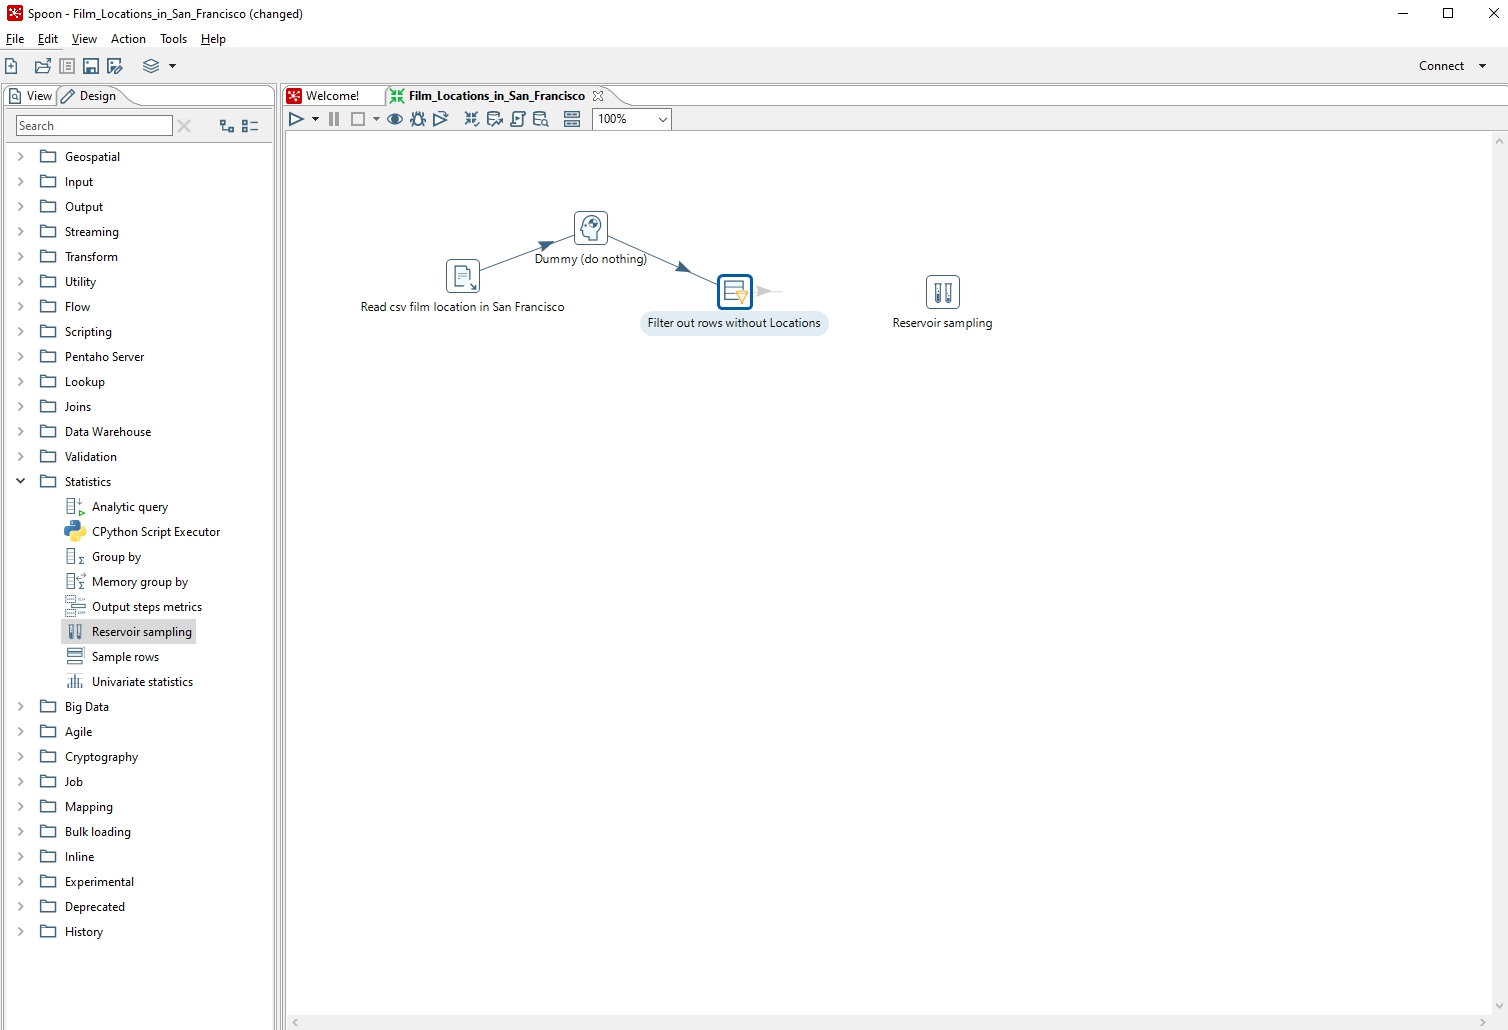 Spoon - Film_Locations_in_San_Francisco (changed)
File Edit View Action Tools Help
Connect
View Design
Welcome! Film_Locations_in_San_Francisco
Search
100%
Geospatial
Input
Output
Streaming
Transform
Utility
Flow
Scripting
Pentaho Server
Lookup
Joins
Data Warehouse
Validation
Statistics
Analytic query
CPython Script Executor
Group by
Memory group by
Output steps metrics
Reservoir sampling
Sample rows
Univariate statistics
Big Data
Agile
Cryptography
Job
Mapping
Bulk loading
Inline
Experimental
Deprecated
History
Dummy (do nothing)
Read csv film location in San Francisco
Filter out rows without Locations
Reservoir sampling